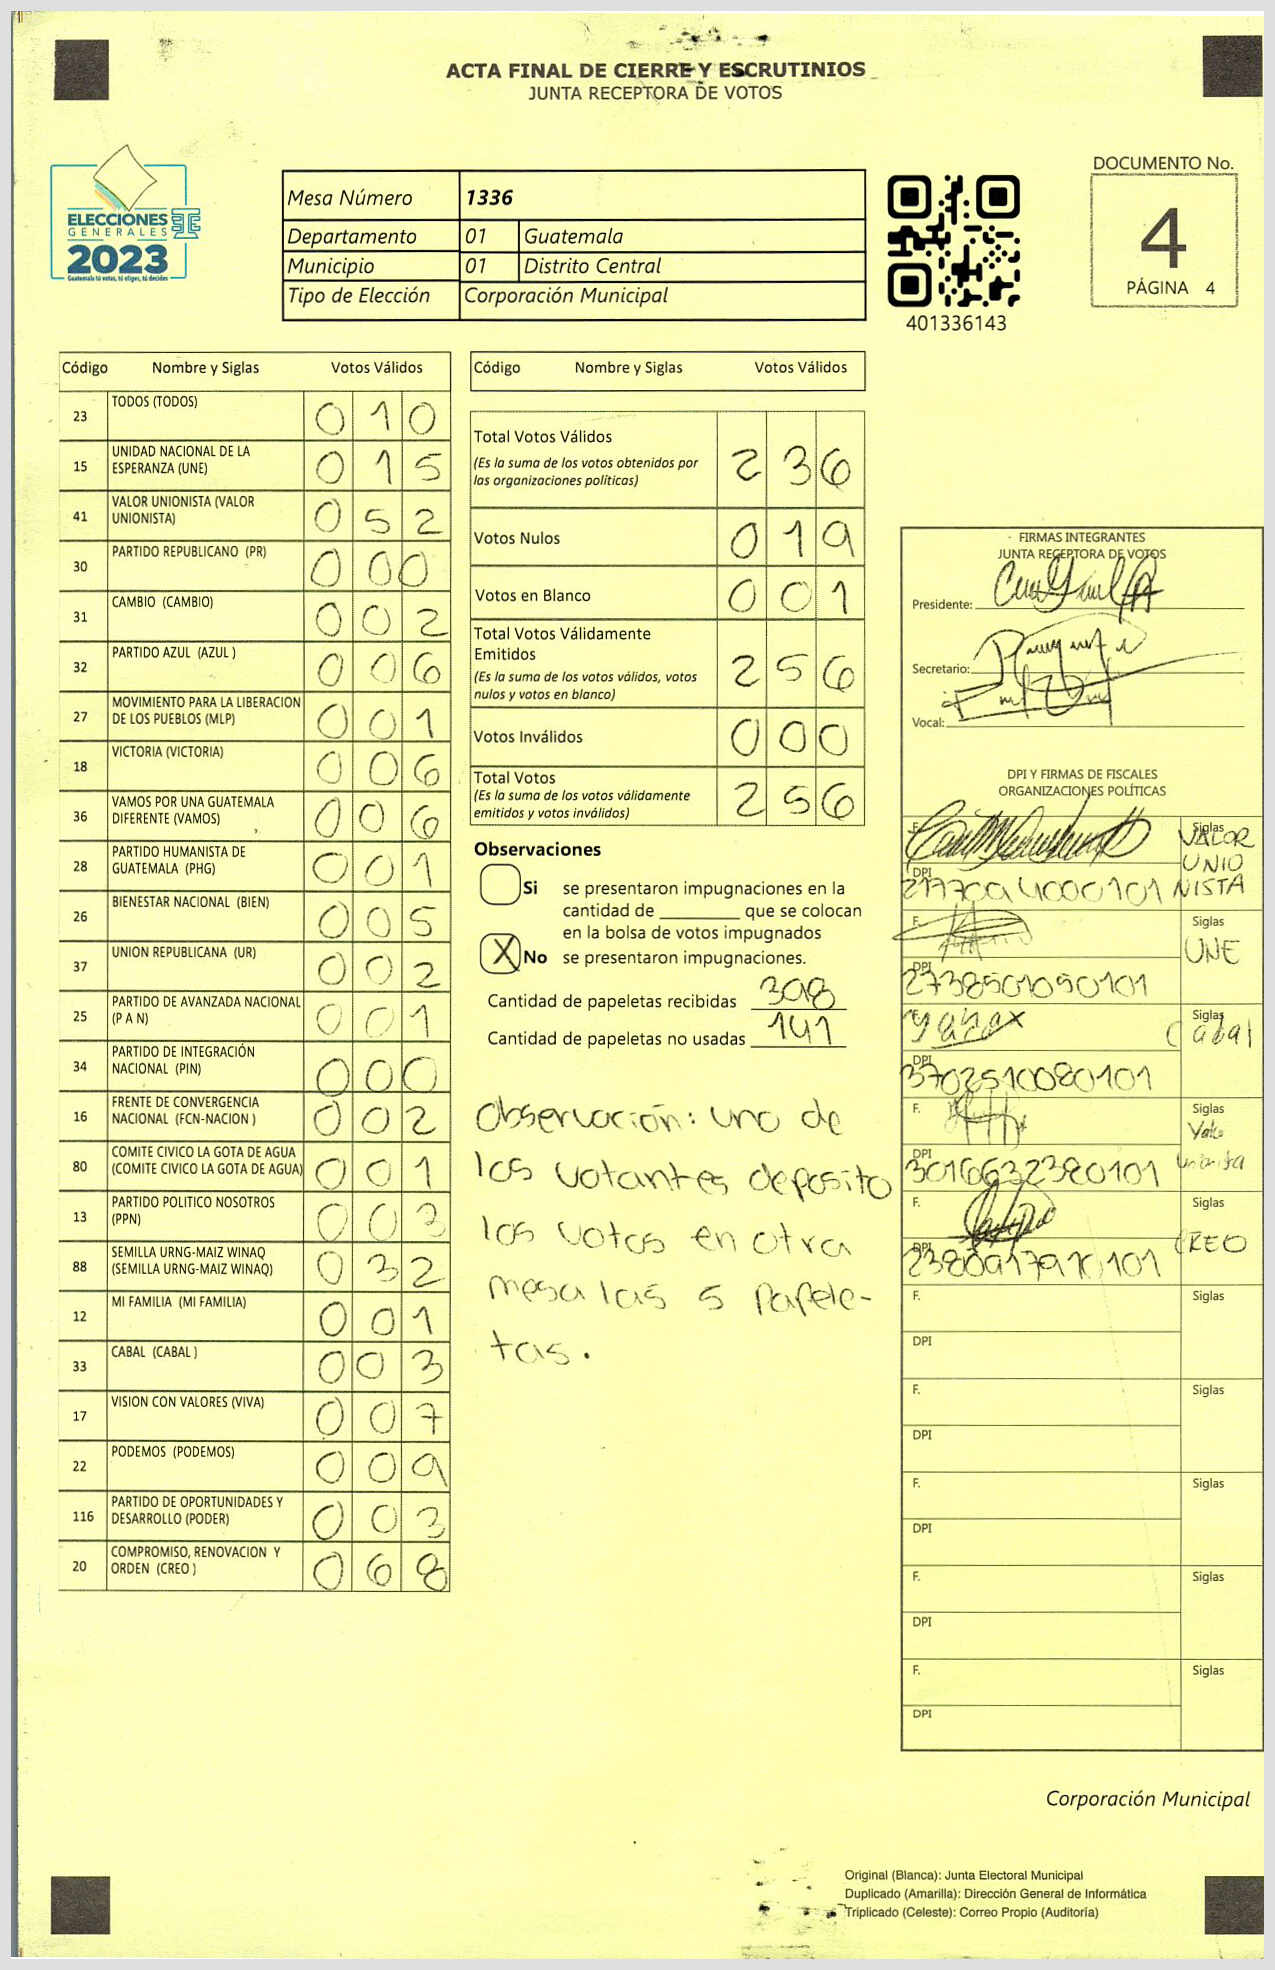 ACTA FINAL DE CIERRE Y ESCRUTINIOS
JUNTA RECEPTORA DE VOTOS
ELECCIONES
GENERALES
2023
Guatemala tú votas, tú eliges, tú decides
Mesa Número 1336
Departamento 01 Guatemala
Municipio 01 Distrito Central
Tipo de Elección Corporación Municipal
401336143
DOCUMENTO No.
4
PÁGINA 4
Código Nombre y Siglas Votos Válidos
23 TODOS (TODOS) 0 1 0
15 UNIDAD NACIONAL DE LA ESPERANZA (UNE) 0 1 5
41 VALOR UNIONISTA (VALOR UNIONISTA) 0 5 2
30 PARTIDO REPUBLICANO (PR) 0 0 0
31 CAMBIO (CAMBIO) 0 0 2
32 PARTIDO AZUL (AZUL ) 0 0 6
27 MOVIMIENTO PARA LA LIBERACION DE LOS PUEBLOS (MLP) 0 0 1
18 VICTORIA (VICTORIA) 0 0 6
36 VAMOS POR UNA GUATEMALA DIFERENTE (VAMOS) 0 0 6
28 PARTIDO HUMANISTA DE GUATEMALA (PHG) 0 0 1
26 BIENESTAR NACIONAL (BIEN) 0 0 5
37 UNION REPUBLICANA (UR) 0 0 2
25 PARTIDO DE AVANZADA NACIONAL (P A N) 0 0 1
34 PARTIDO DE INTEGRACIÓN NACIONAL (PIN) 0 0 0
16 FRENTE DE CONVERGENCIA NACIONAL (FCN-NACION ) 0 0 2
80 COMITE CIVICO LA GOTA DE AGUA (COMITE CIVICO LA GOTA DE AGUA) 0 0 1
13 PARTIDO POLITICO NOSOTROS (PPN) 0 0 3
88 SEMILLA URNG-MAIZ WINAQ (SEMILLA URNG-MAIZ WINAQ) 0 3 2
12 MI FAMILIA (MI FAMILIA) 0 0 1
33 CABAL (CABAL ) 0 0 3
17 VISION CON VALORES (VIVA) 0 0 7
22 PODEMOS (PODEMOS) 0 0 9
116 PARTIDO DE OPORTUNIDADES Y DESARROLLO (PODER) 0 0 3
20 COMPROMISO, RENOVACION Y ORDEN (CREO ) 0 6 8
Código Nombre y Siglas Votos Válidos
Total Votos Válidos 2 3 6
(Es la suma de los votos obtenidos por
las organizaciones políticas)
Votos Nulos 0 1 9
Votos en Blanco 0 0 1
Total Votos Válidamente
Emitidos 2 5 6
(Es la suma de los votos válidos, votos
nulos y votos en blanco)
Votos Inválidos 0 0 0
Total Votos 2 5 6
(Es la suma de los votos válidamente
emitidos y votos inválidos)
Observaciones
Si se presentaron impugnaciones en la
cantidad de ________ que se colocan
en la bolsa de votos impugnados
X No se presentaron impugnaciones.
Cantidad de papeletas recibidas 398
Cantidad de papeletas no usadas 141
Observación: uno de
los votantes deposito
los votos en otra
mesa las 5 papele-
tas.
FIRMAS INTEGRANTES
JUNTA RECEPTORA DE VOTOS
Presidente:
Secretario:
Vocal:
DPI Y FIRMAS DE FISCALES
ORGANIZACIONES POLÍTICAS
F. Siglas VALOR
UNIO
NISTA
DPI
F. Siglas
UNE
DPI 2738501050101
F. Siglas
Cabal
DPI 3702510080101
F. Siglas
DPI 3016632380101
F. Siglas
CREO
DPI
F. Siglas
DPI
F. Siglas
DPI
F. Siglas
DPI
F. Siglas
DPI
F. Siglas
DPI
Corporación Municipal
Original (Blanca): Junta Electoral Municipal
Duplicado (Amarilla): Dirección General de Informática
Triplicado (Celeste): Correo Propio (Auditoría)